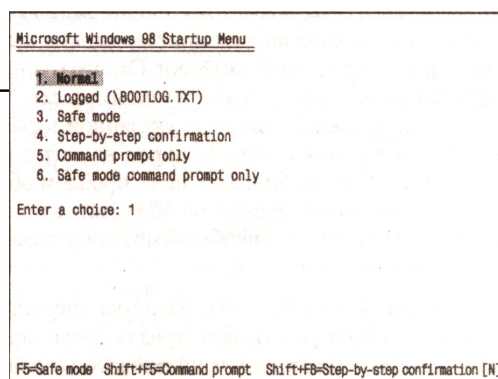 Microsoft Windows 98 Startup Menu
1. Normal
2. Logged (\BOOTLOG.TXT)
3. Safe mode
4. Step-by-step confirmation
5. Command prompt only
6. Safe mode command prompt only
Enter a choice: 1
F5=Safe mode Shift+F5=Command prompt Shift+F8=Step-by-step confirmation [N]